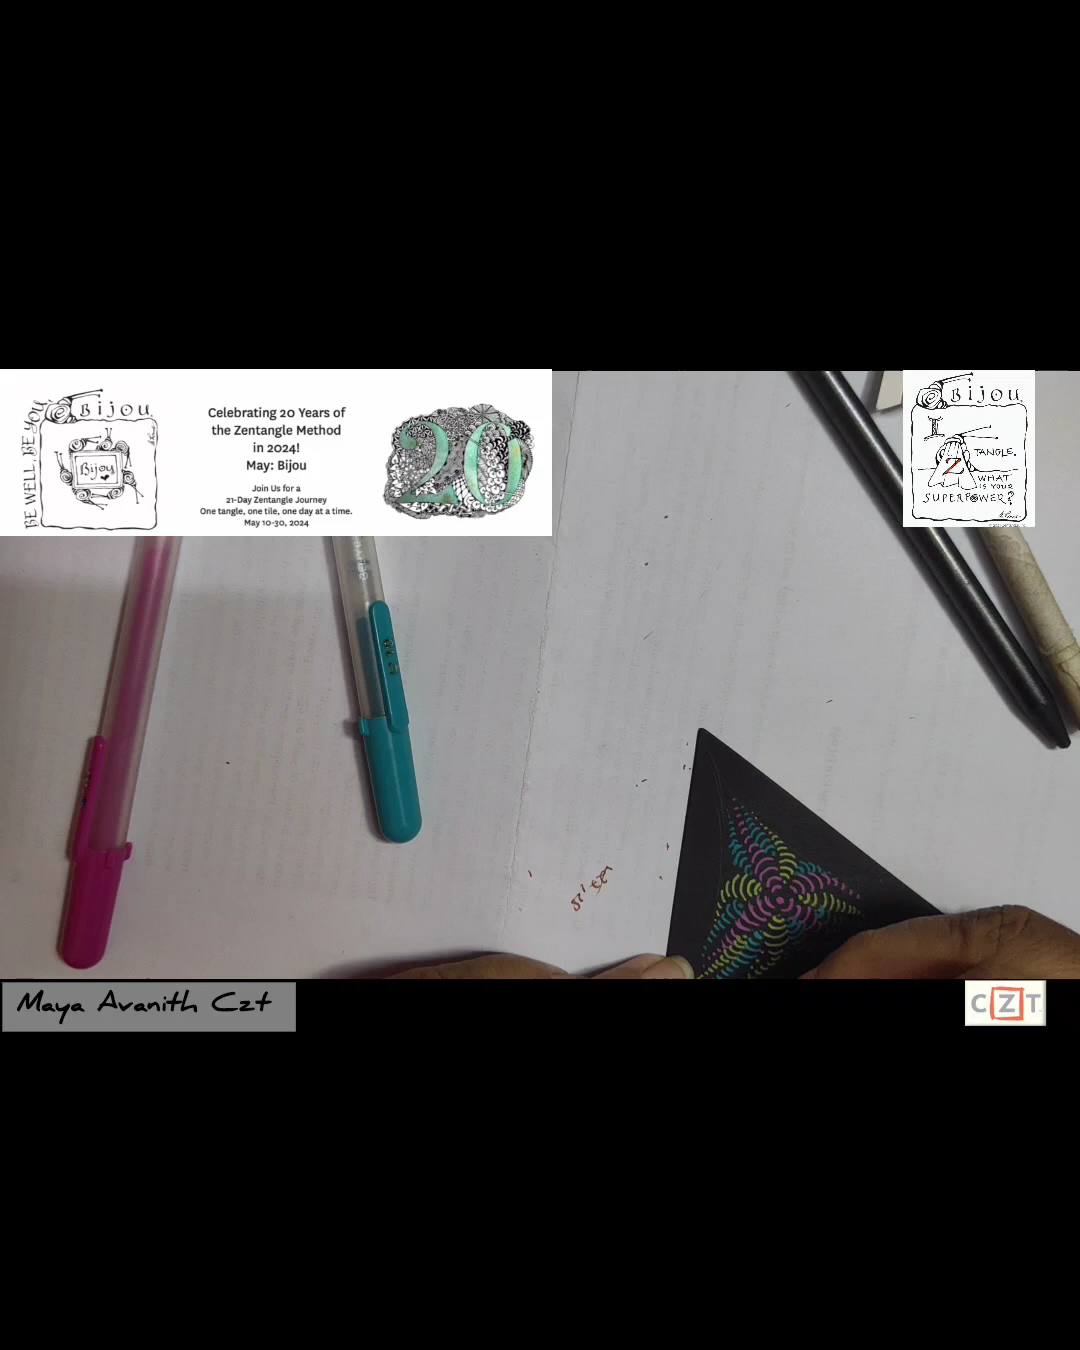 BE WELL, BE YOU,
Bijou
Bijou
Celebrating 20 Years of
the Zentangle Method
in 2024!
May: Bijou
Join Us for a
21-Day Zentangle Journey
One tangle, one tile, one day at a time.
May 10-30, 2024
20
Bijou
I
Z
TANGLE.
WHAT
IS YOUR
SUPERPOWER?
Maya Avanith Czt
CZT